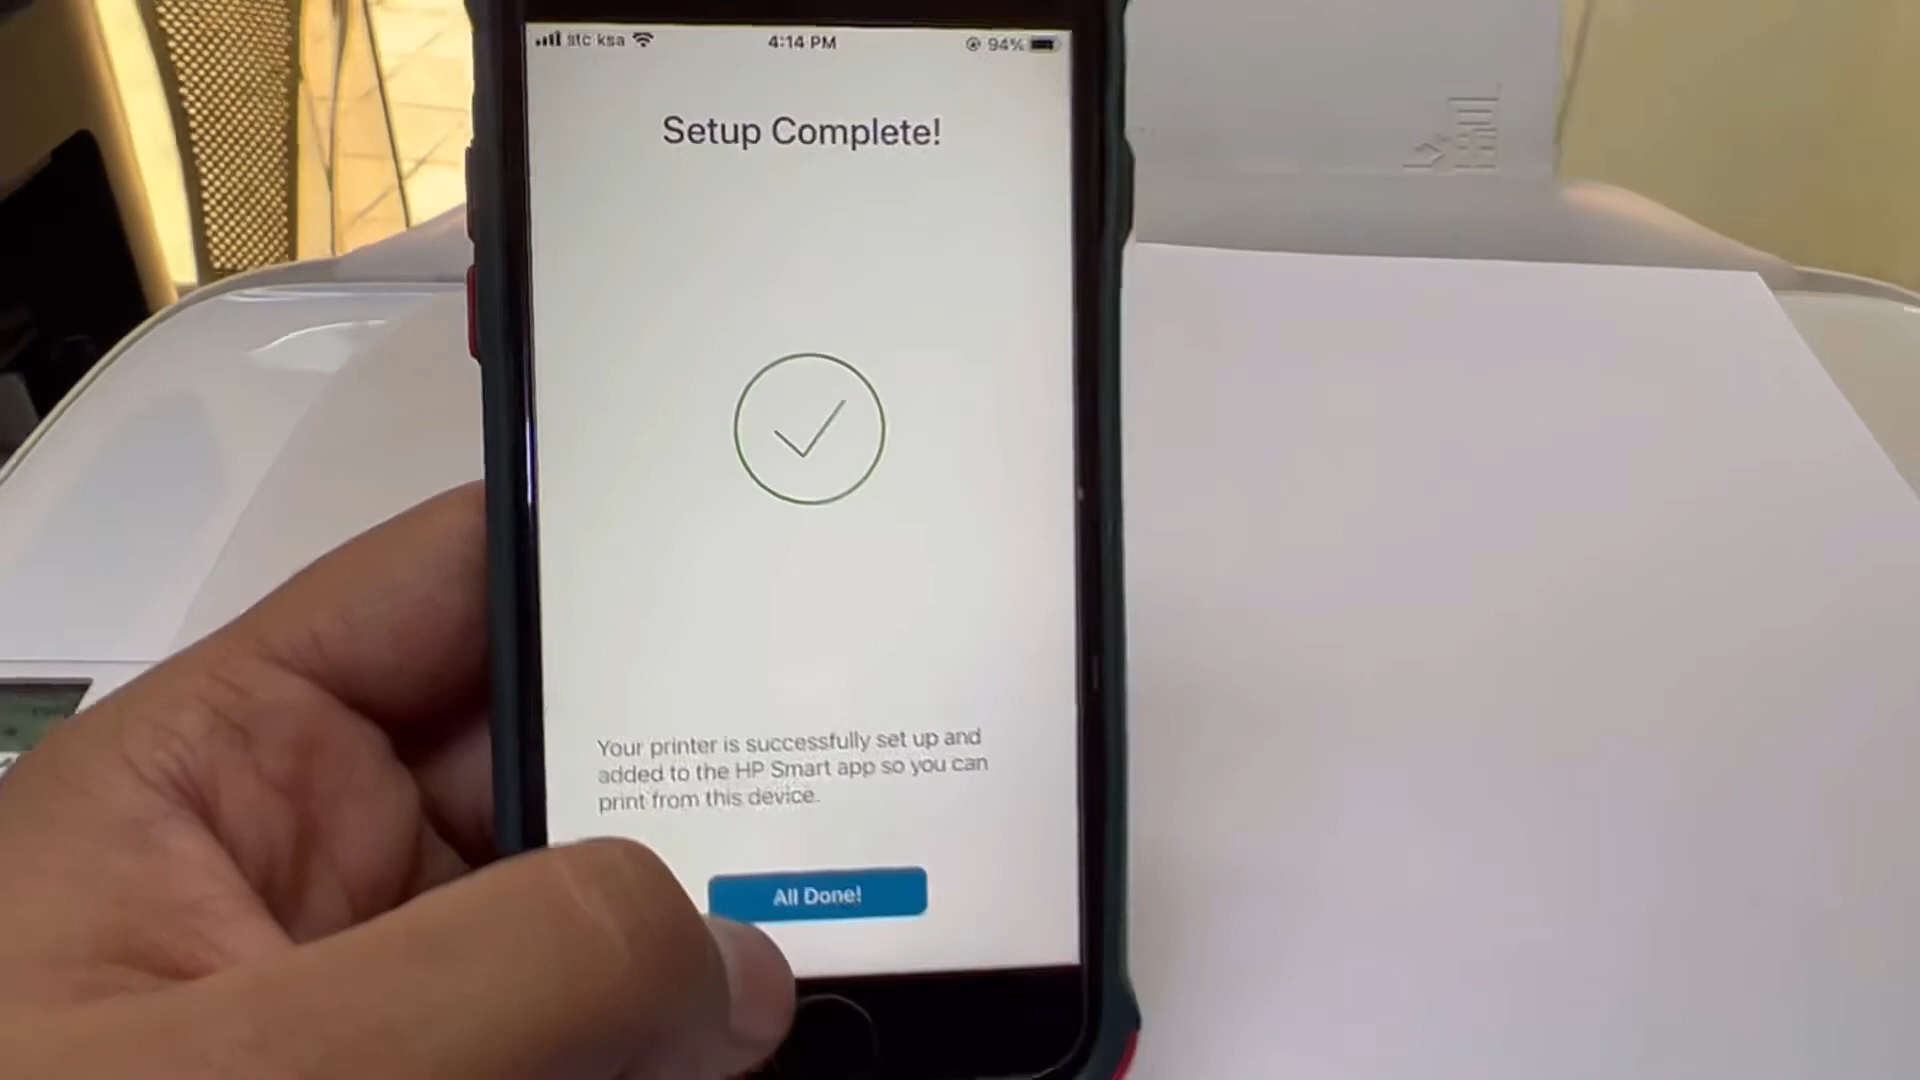 stc ksa 4:14 PM 94%
Setup Complete!
Your printer is successfully set up and
added to the HP Smart app so you can
print from this device.
All Done!